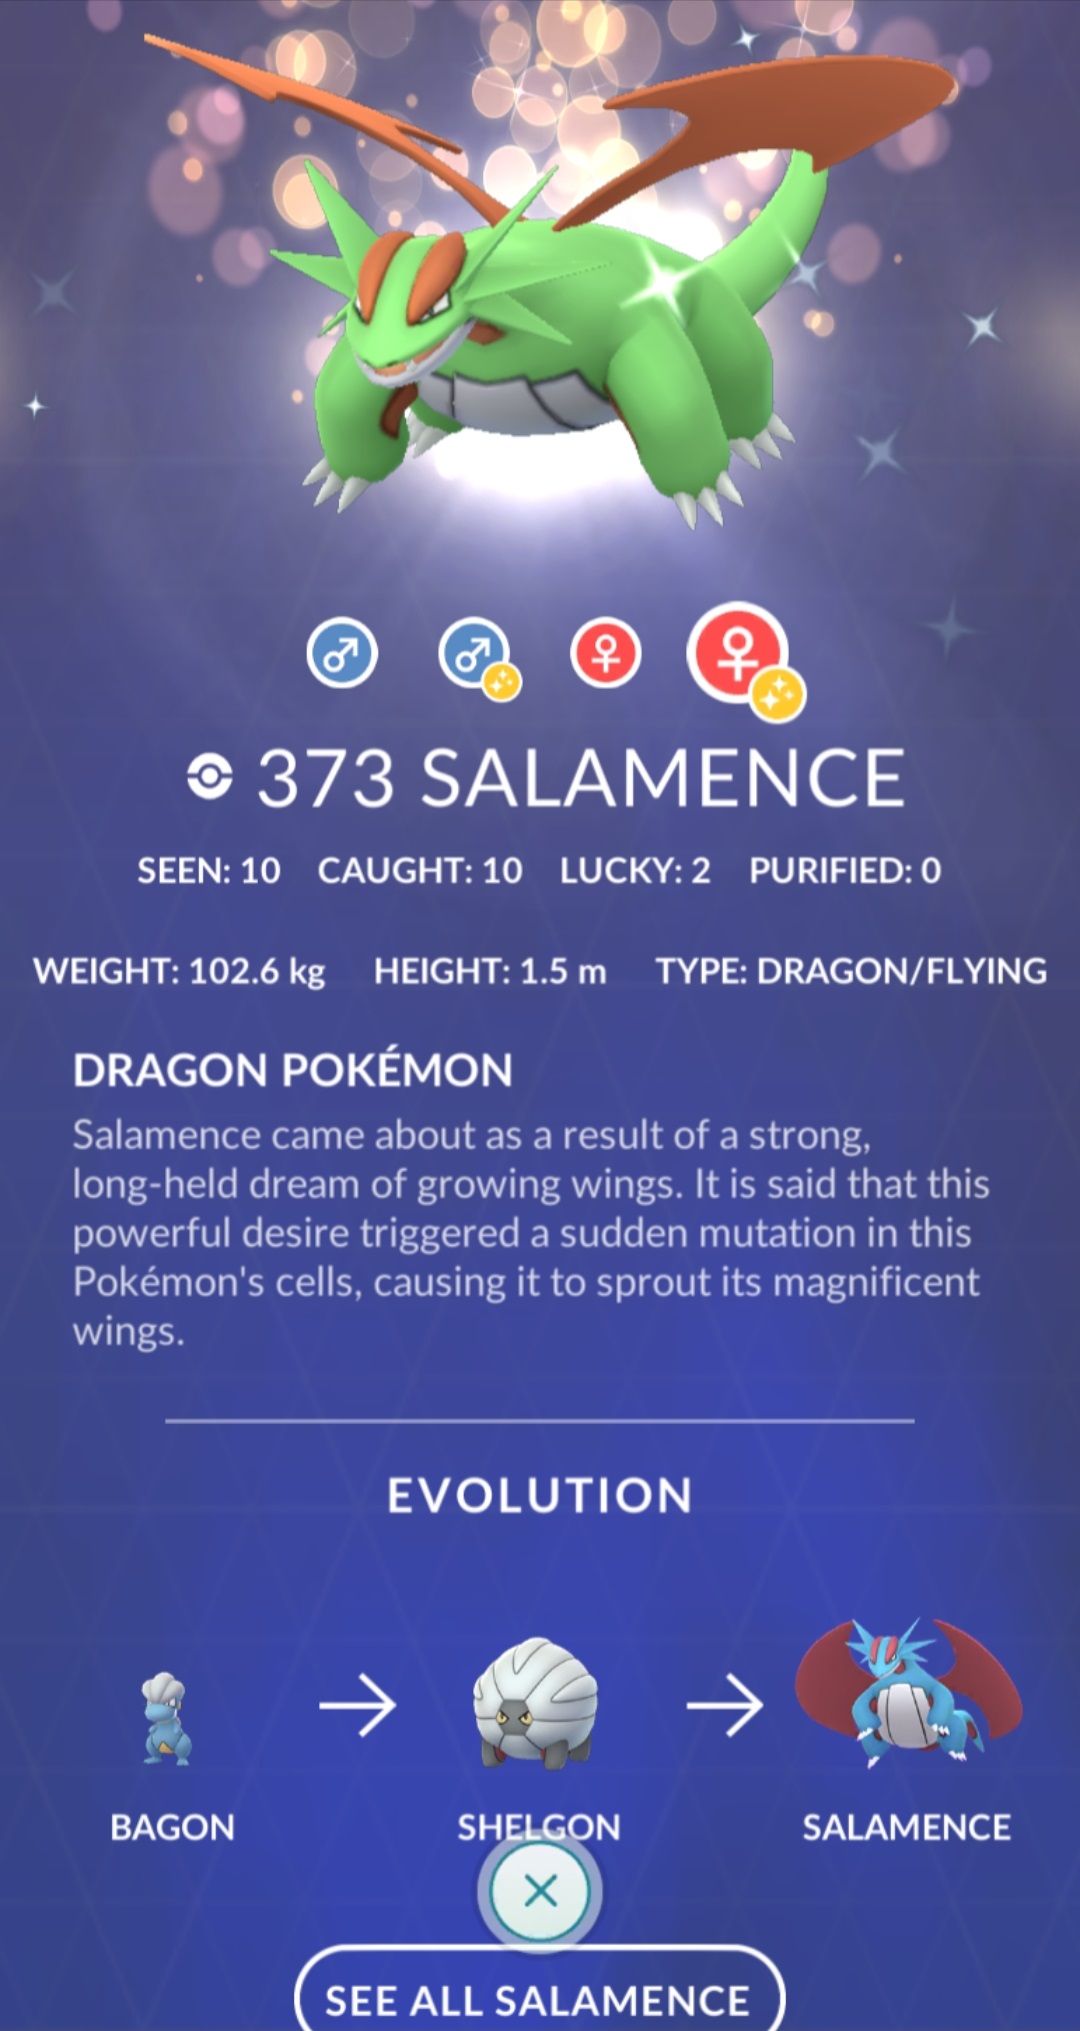 373 SALAMENCE
SEEN: 10 CAUGHT: 10 LUCKY: 2 PURIFIED: 0
WEIGHT: 102.6 kg HEIGHT: 1.5 m TYPE: DRAGON/FLYING
DRAGON POKÉMON
Salamence came about as a result of a strong,
long-held dream of growing wings. It is said that this
powerful desire triggered a sudden mutation in this
Pokémon's cells, causing it to sprout its magnificent
wings.
EVOLUTION
BAGON SHELGON SALAMENCE
SEE ALL SALAMENCE